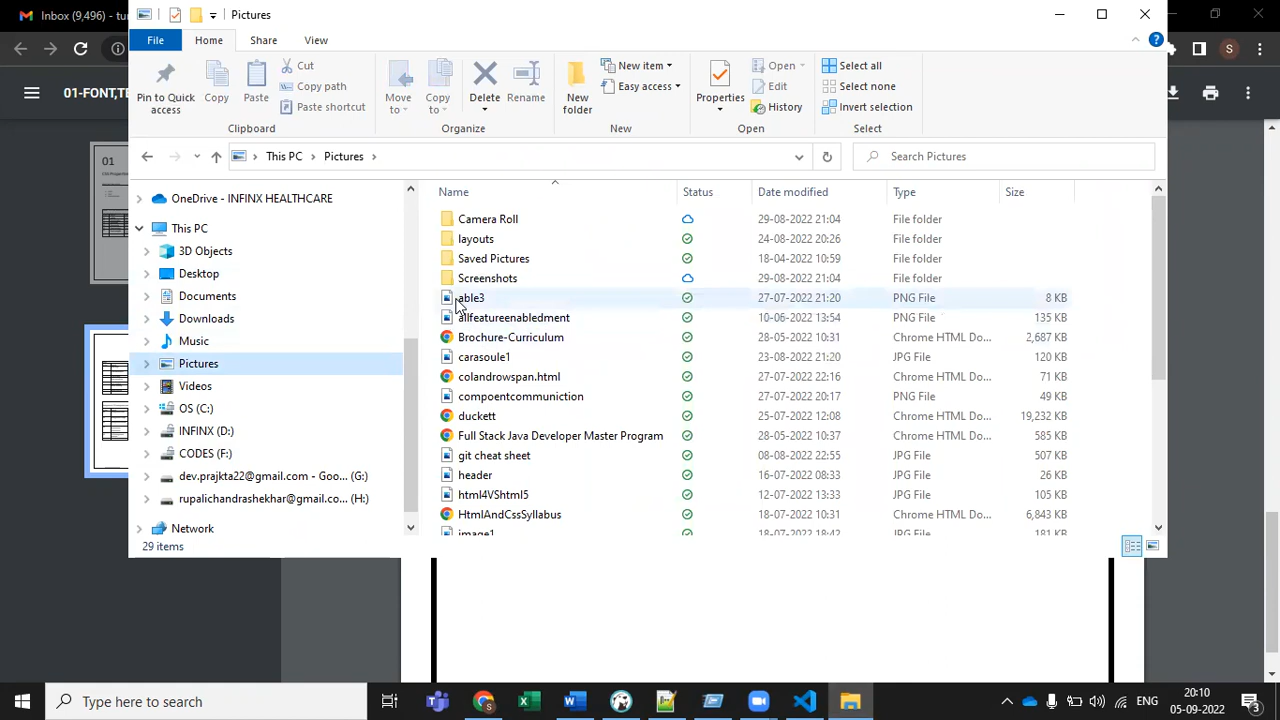 Inbox (9,496) - tu
Pictures
File Home Share View
Pin to Quick access
Copy
Paste
Cut
Copy path
Paste shortcut
Clipboard
Move to
Copy to
Delete
Rename
Organize
New folder
New item
Easy access
New
Properties
Open
Edit
History
Open
Select all
Select none
Invert selection
Select
01-FONT,TE
This PC Pictures
Search Pictures
OneDrive - INFINX HEALTHCARE
This PC
3D Objects
Desktop
Documents
Downloads
Music
Pictures
Videos
OS (C:)
INFINX (D:)
CODES (F:)
dev.prajkta22@gmail.com - Goo... (G:)
rupalichandrashekhar@gmail.co... (H:)
Network
Name Status Date modified Type Size
Camera Roll 29-08-2022 21:04 File folder
layouts 24-08-2022 20:26 File folder
Saved Pictures 18-04-2022 10:59 File folder
Screenshots 29-08-2022 21:04 File folder
able3 27-07-2022 21:20 PNG File 8 KB
allfeatureenabledment 10-06-2022 13:54 PNG File 135 KB
Brochure-Curriculum 28-05-2022 10:31 Chrome HTML Do... 2,687 KB
carasoule1 23-08-2022 21:20 JPG File 120 KB
colandrowspan.html 27-07-2022 22:16 Chrome HTML Do... 71 KB
compoentcommuniction 27-07-2022 20:17 PNG File 49 KB
duckett 25-07-2022 12:08 Chrome HTML Do... 19,232 KB
Full Stack Java Developer Master Program 28-05-2022 10:37 Chrome HTML Do... 585 KB
git cheat sheet 08-08-2022 22:55 JPG File 507 KB
header 16-07-2022 08:33 JPG File 26 KB
html4VShtml5 12-07-2022 13:33 JPG File 105 KB
HtmlAndCssSyllabus 18-07-2022 10:31 Chrome HTML Do... 6,843 KB
image1 18-07-2022 18:42 JPG File 181 KB
29 items
01
S
Type here to search
ENG
20:10
05-09-2022
3